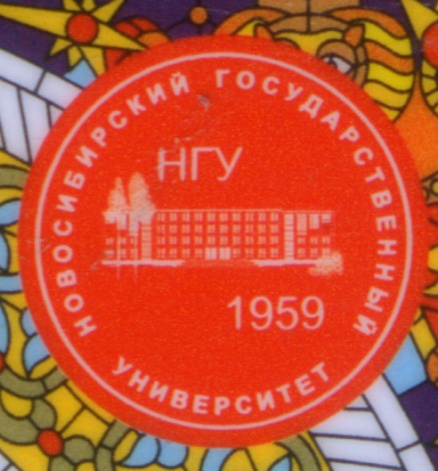 НОВОСИБИРСКИЙ ГОСУДАРСТВЕННЫЙ
УНИВЕРСИТЕТ
НГУ
1959